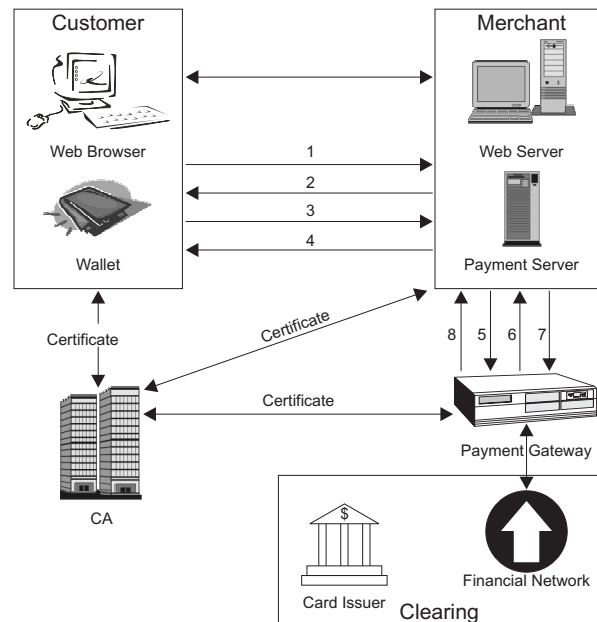 Customer
Merchant
Web Browser
Web Server
1
2
3
4
Wallet
Payment Server
Certificate
Certificate
8
5
6
7
Certificate
Payment Gateway
CA
$
Card Issuer
Financial Network
Clearing